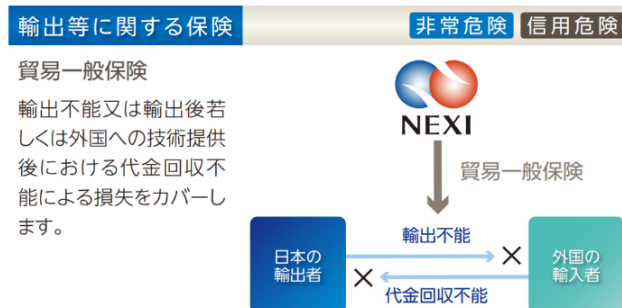 輸出等に関する保険
非常危険
信用危険
貿易一般保険
輸出不能又は輸出後若
しくは外国への技術提供
後における代金回収不
能による損失をカバーし
ます。
NEXI
貿易一般保険
日本の
輸出者
輸出不能
代金回収不能
外国の
輸入者